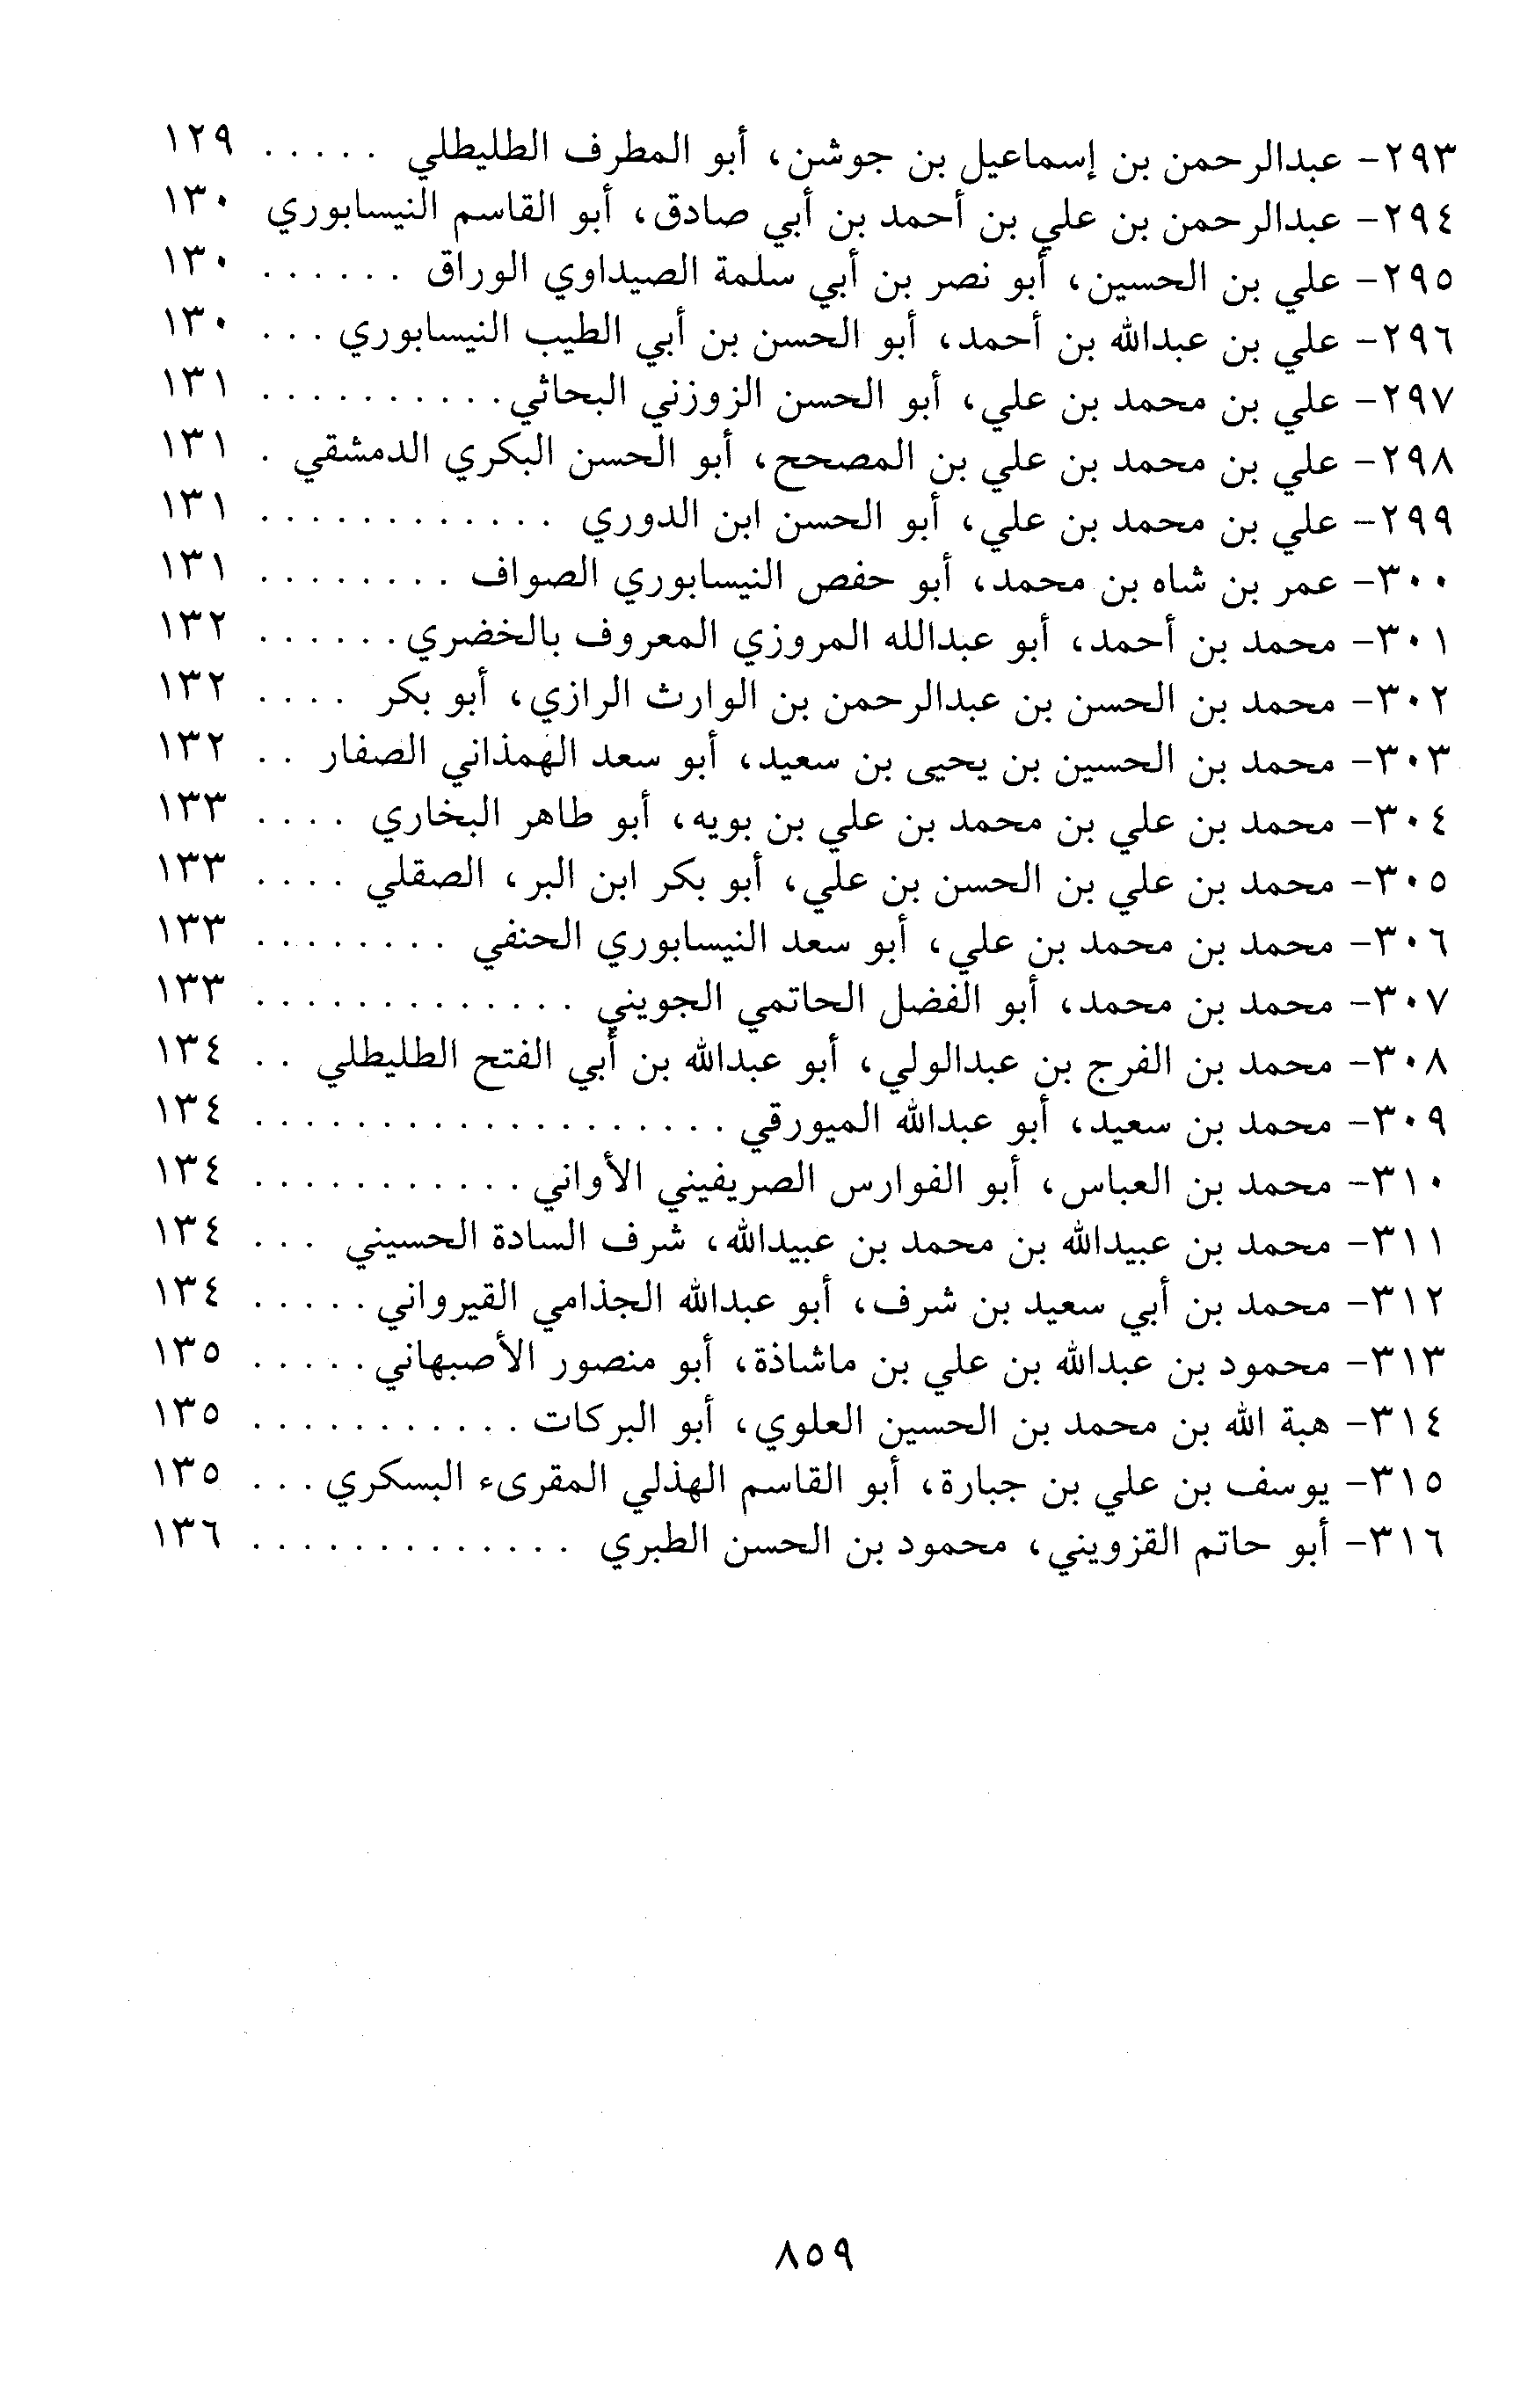 ٢٩٣- عبدالرحمن بن إسماعيل بن جوشن، أبو المطرف الطليطلي . . . . . ١٢٩
٢٩٤- عبدالرحمن بن علي بن أحمد بن أبي صادق، أبو القاسم النيسابوري ١٣٠
٢٩٥- علي بن الحسين، أبو نصر بن أبي سلمة الصيداوي الوراق . . . . . . ١٣٠
٢٩٦- علي بن عبدالله بن أحمد، أبو الحسن بن أبي الطيب النيسابوري . . . ١٣٠
٢٩٧- علي بن محمد بن علي، أبو الحسن الزوزني البحاثي . . . . . . . . . . ١٣١
٢٩٨- علي بن محمد بن علي بن المصحح، أبو الحسن البكري الدمشقي . ١٣١
٢٩٩- علي بن محمد بن علي، أبو الحسن ابن الدوري . . . . . . . . . . . . ١٣١
٣٠٠- عمر بن شاه بن محمد، أبو حفص النيسابوري الصواف . . . . . . . . ١٣١
٣٠١- محمد بن أحمد، أبو عبدالله المروزي المعروف بالخضري . . . . . . ١٣٢
٣٠٢- محمد بن الحسن بن عبدالرحمن بن الوارث الرازي، أبو بكر . . . . ١٣٢
٣٠٣- محمد بن الحسين بن يحيى بن سعيد، أبو سعد الهمذاني الصفار . . ١٣٢
٣٠٤- محمد بن علي بن محمد بن علي بن بويه، أبو طاهر البخاري . . . . ١٣٣
٣٠٥- محمد بن علي بن الحسن بن علي، أبو بكر ابن البر، الصقلي . . . . ١٣٣
٣٠٦- محمد بن محمد بن علي، أبو سعد النيسابوري الحنفي . . . . . . . . ١٣٣
٣٠٧- محمد بن محمد، أبو الفضل الحاتمي الجويني . . . . . . . . . . . . . ١٣٣
٣٠٨- محمد بن الفرج بن عبدالولي، أبو عبدالله بن أبي الفتح الطليطلي . . ١٣٤
٣٠٩- محمد بن سعيد، أبو عبدالله الميورقي . . . . . . . . . . . . . . . . . . . ١٣٤
٣١٠- محمد بن العباس، أبو الفوارس الصريفيني الأواني . . . . . . . . . . . ١٣٤
٣١١- محمد بن عبيدالله بن محمد بن عبيدالله، شرف السادة الحسيني . . . ١٣٤
٣١٢- محمد بن أبي سعيد بن شرف، أبو عبدالله الجذامي القيرواني . . . . . ١٣٤
٣١٣- محمود بن عبدالله بن علي بن ماشاذة، أبو منصور الأصبهاني . . . . . ١٣٥
٣١٤- هبة الله بن محمد بن الحسين العلوي، أبو البركات . . . . . . . . . . . ١٣٥
٣١٥- يوسف بن علي بن جبارة، أبو القاسم الهذلي المقرىء البسكري . . . ١٣٥
٣١٦- أبو حاتم القزويني، محمود بن الحسن الطبري . . . . . . . . . . . . . ١٣٦
٨٥٩